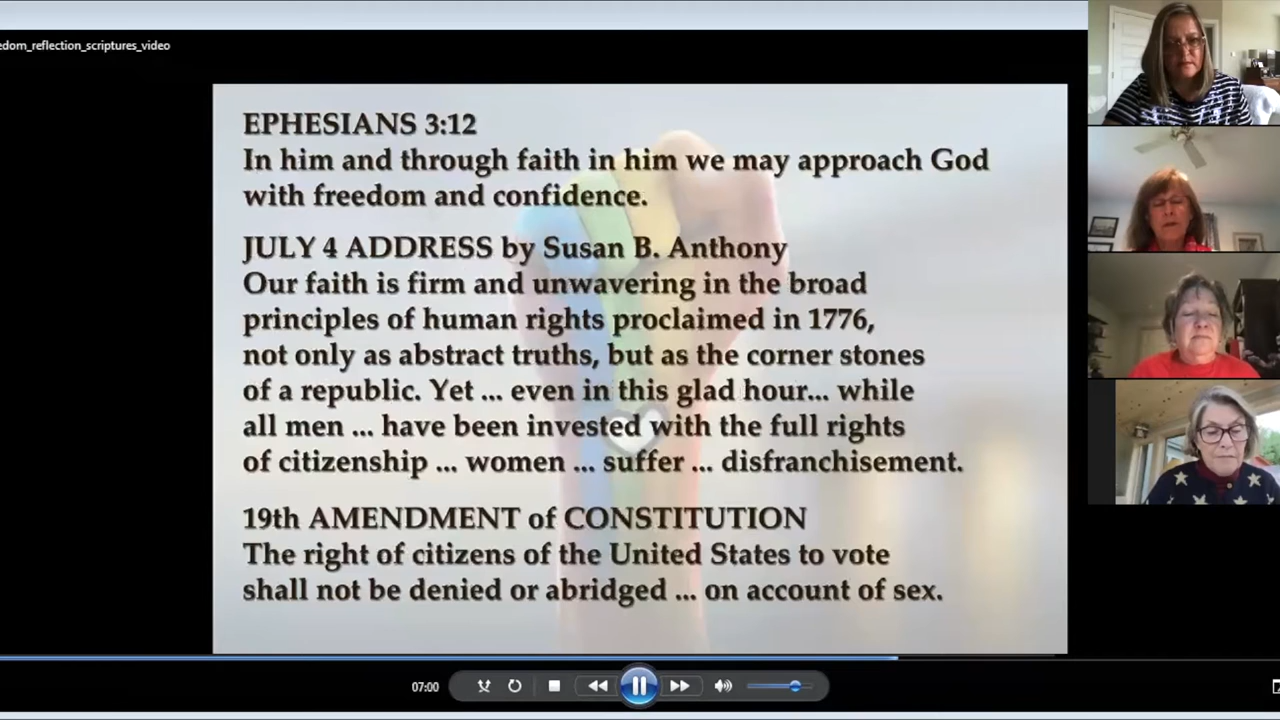 edom_reflection_scriptures_video
EPHESIANS 3:12
In him and through faith in him we may approach God
with freedom and confidence.
JULY 4 ADDRESS by Susan B. Anthony
Our faith is firm and unwavering in the broad
principles of human rights proclaimed in 1776,
not only as abstract truths, but as the corner stones
of a republic. Yet ... even in this glad hour... while
all men ... have been invested with the full rights
of citizenship ... women ... suffer ... disfranchisement.
19th AMENDMENT of CONSTITUTION
The right of citizens of the United States to vote
shall not be denied or abridged ... on account of sex.
07:00